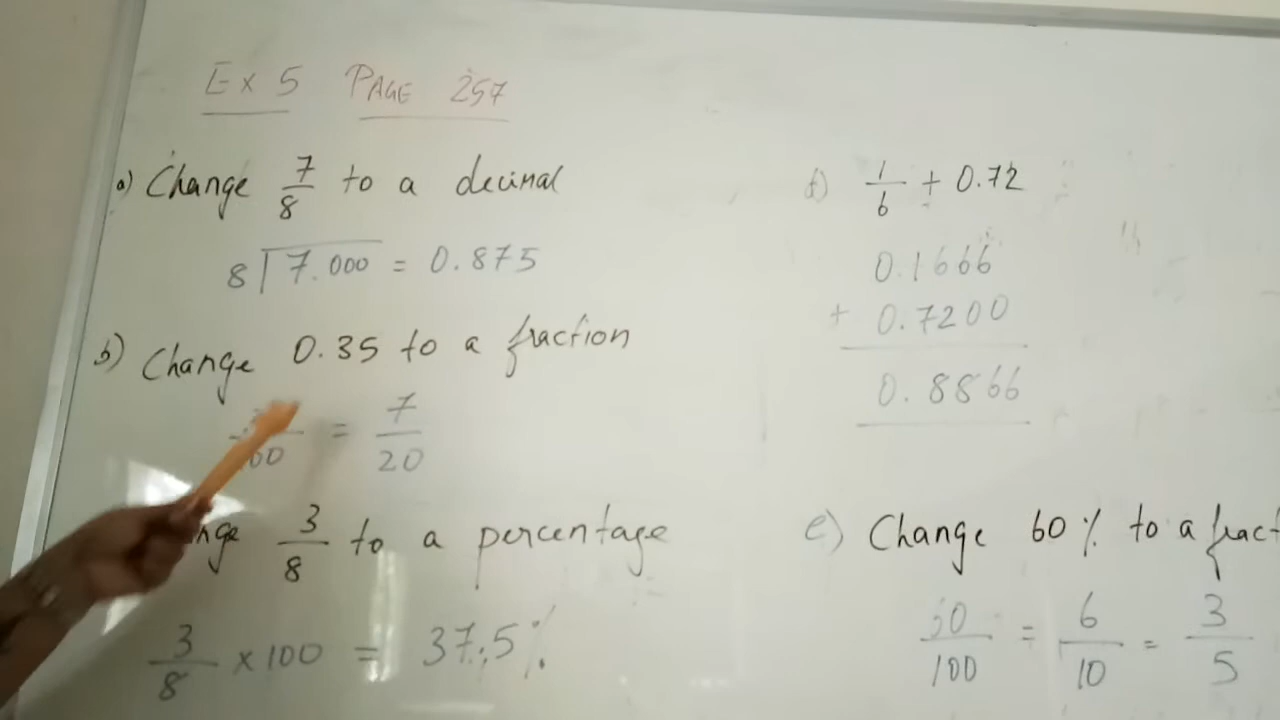 Ex 5 PAGE 257
a) Change 7/8 to a decimal
8 7.000 = 0.875
b) Change 0.35 to a fraction
= 7/20
3/8 to a percentage
3/8 × 100 = 37.5%
f) 1/6 + 0.72
0.1666
+ 0.7200
0.8866
e) Change 60% to a
/100 = 6/10 = 3/5